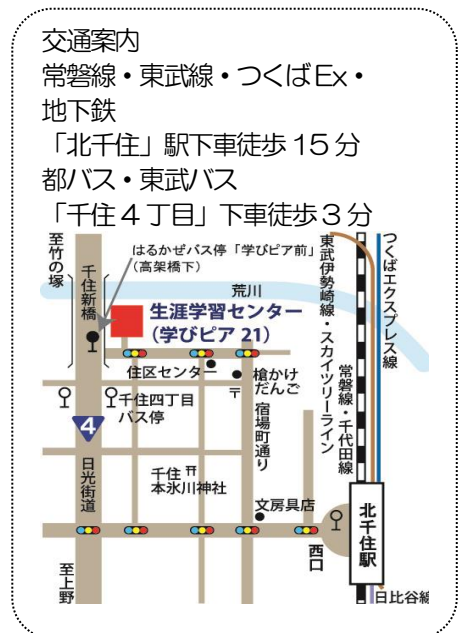 交通案内
常磐線・東武線・つくばEx・
地下鉄
「北千住」駅下車徒歩15分
都バス・東武バス
「千住4丁目」下車徒歩3分
至竹の塚
はるかぜバス停「学びピア前」
(高架橋下)
千住新橋
荒川
生涯学習センター
(学びピア21)
東武伊勢崎線・スカイツリーライン
つくばエクスプレス線
常磐線・千代田線
住区センター
槍かけ
だんご
〒
千住四丁目
バス停
4
宿場町通り
日光街道
千住
本氷川神社
文房具店
北千住駅
西口
至上野
日比谷線